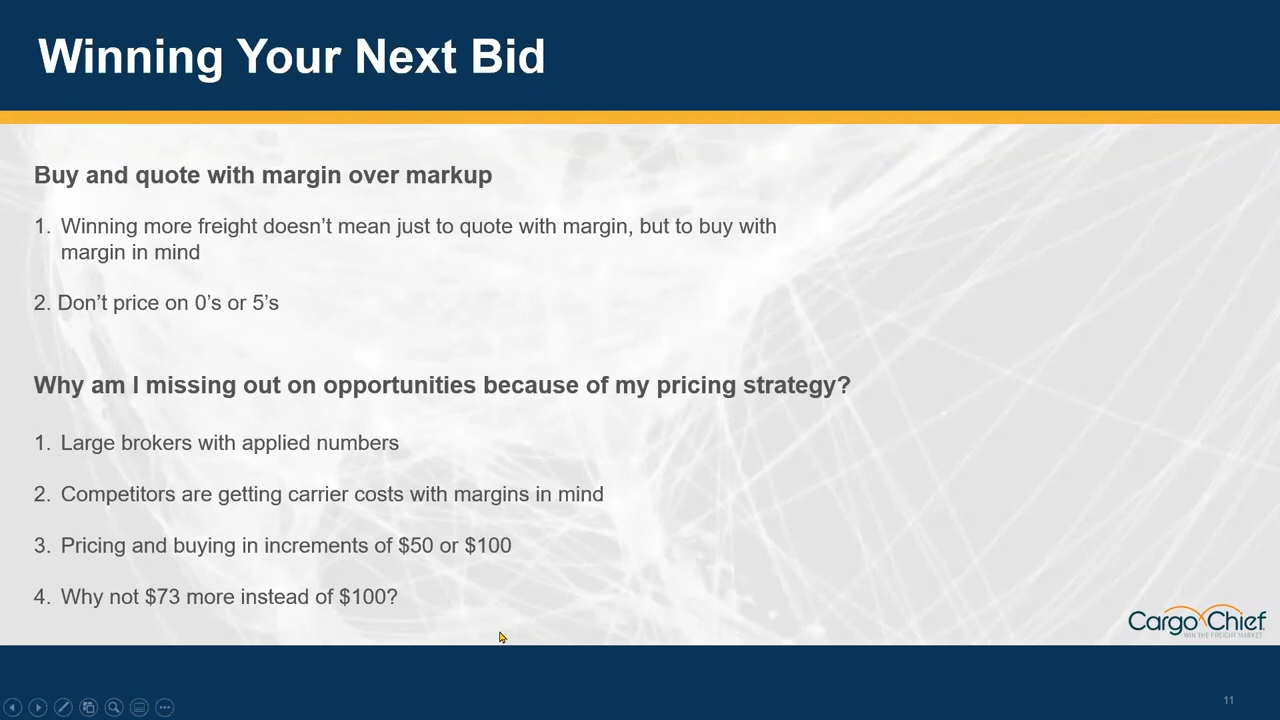 Winning Your Next Bid
Buy and quote with margin over markup
1. Winning more freight doesn’t mean just to quote with margin, but to buy with
margin in mind
2. Don’t price on 0’s or 5’s
Why am I missing out on opportunities because of my pricing strategy?
1. Large brokers with applied numbers
2. Competitors are getting carrier costs with margins in mind
3. Pricing and buying in increments of $50 or $100
4. Why not $73 more instead of $100?
CargoChief
WIN THE FREIGHT MARKET
11